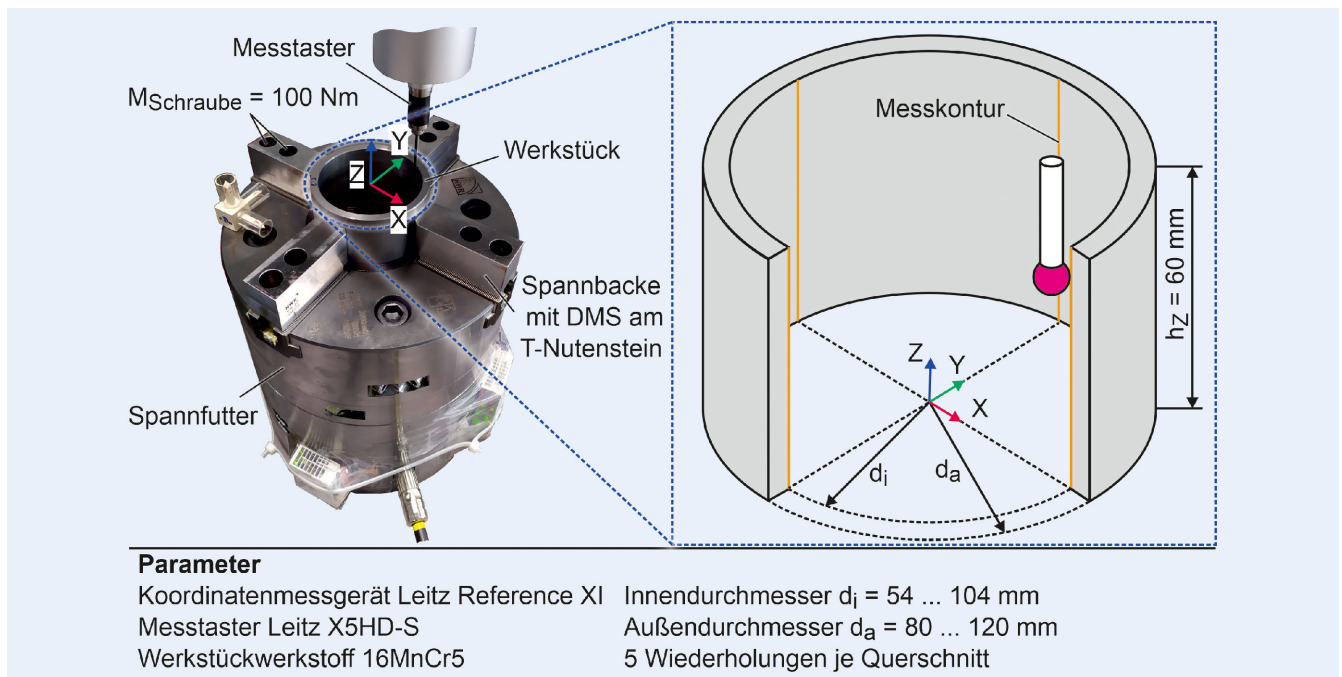 Messtaster
MSchraube = 100 Nm
Werkstück
Y
Z
X
Spannbacke
mit DMS am
T-Nutenstein
Spannfutter
Messkontur
hZ = 60 mm
Z
Y
X
di
da
Parameter
Koordinatenmessgerät Leitz Reference XI
Innendurchmesser di = 54 ... 104 mm
Messtaster Leitz X5HD-S
Außendurchmesser da = 80 ... 120 mm
Werkstückwerkstoff 16MnCr5
5 Wiederholungen je Querschnitt